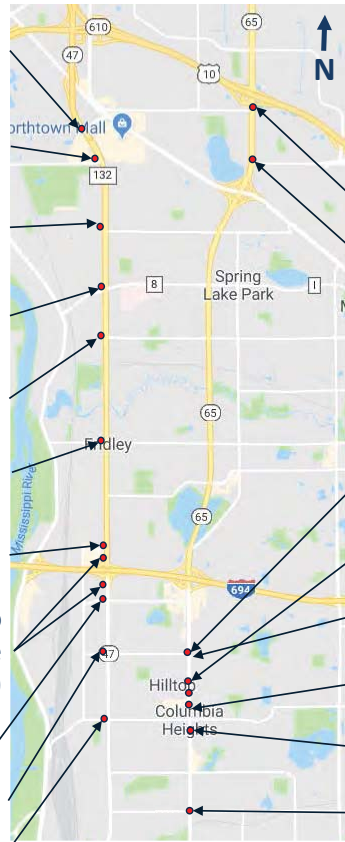 65
610
N
47
10
orthtown Mall
132
8
Spring
Lake Park
I
65
Fridley
Mississippi Rive
65
694
47
Hilltop
Columbia
Heights